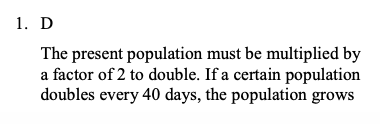 1. D
The present population must be multiplied by
a factor of 2 to double. If a certain population
doubles every 40 days, the population grows